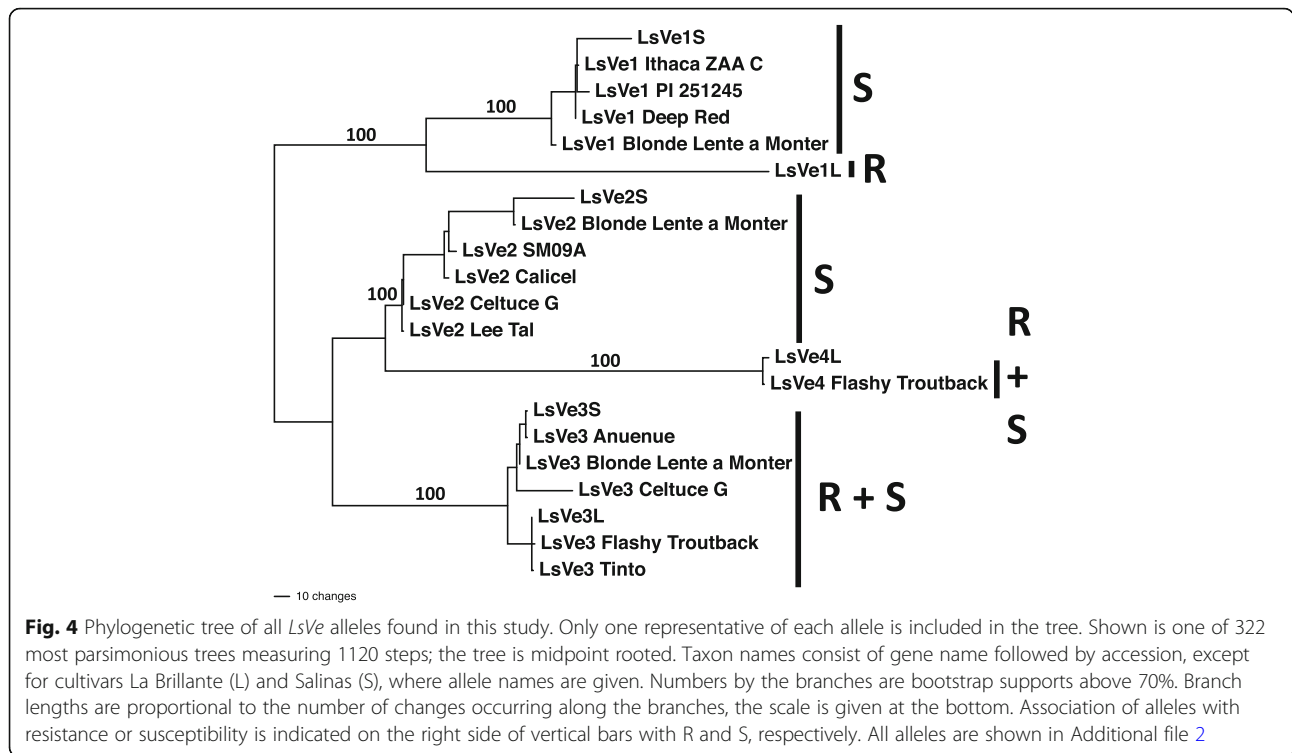 LsVe1S
LsVe1 Ithaca ZAA C
LsVe1 PI 251245
LsVe1 Deep Red
LsVe1 Blonde Lente a Monter
S
100
100
LsVe1L
R
LsVe2S
LsVe2 Blonde Lente a Monter
LsVe2 SM09A
LsVe2 Calicel
LsVe2 Celtuce G
LsVe2 Lee Tal
100
S
LsVe4L
LsVe4 Flashy Troutback
100
R
+
S
LsVe3S
LsVe3 Anuenue
LsVe3 Blonde Lente a Monter
LsVe3 Celtuce G
LsVe3L
LsVe3 Flashy Troutback
LsVe3 Tinto
100
R + S
10 changes
Fig. 4 Phylogenetic tree of all LsVe alleles found in this study. Only one representative of each allele is included in the tree. Shown is one of 322
most parsimonious trees measuring 1120 steps; the tree is midpoint rooted. Taxon names consist of gene name followed by accession, except
for cultivars La Brillante (L) and Salinas (S), where allele names are given. Numbers by the branches are bootstrap supports above 70%. Branch
lengths are proportional to the number of changes occurring along the branches, the scale is given at the bottom. Association of alleles with
resistance or susceptibility is indicated on the right side of vertical bars with R and S, respectively. All alleles are shown in Additional file 2